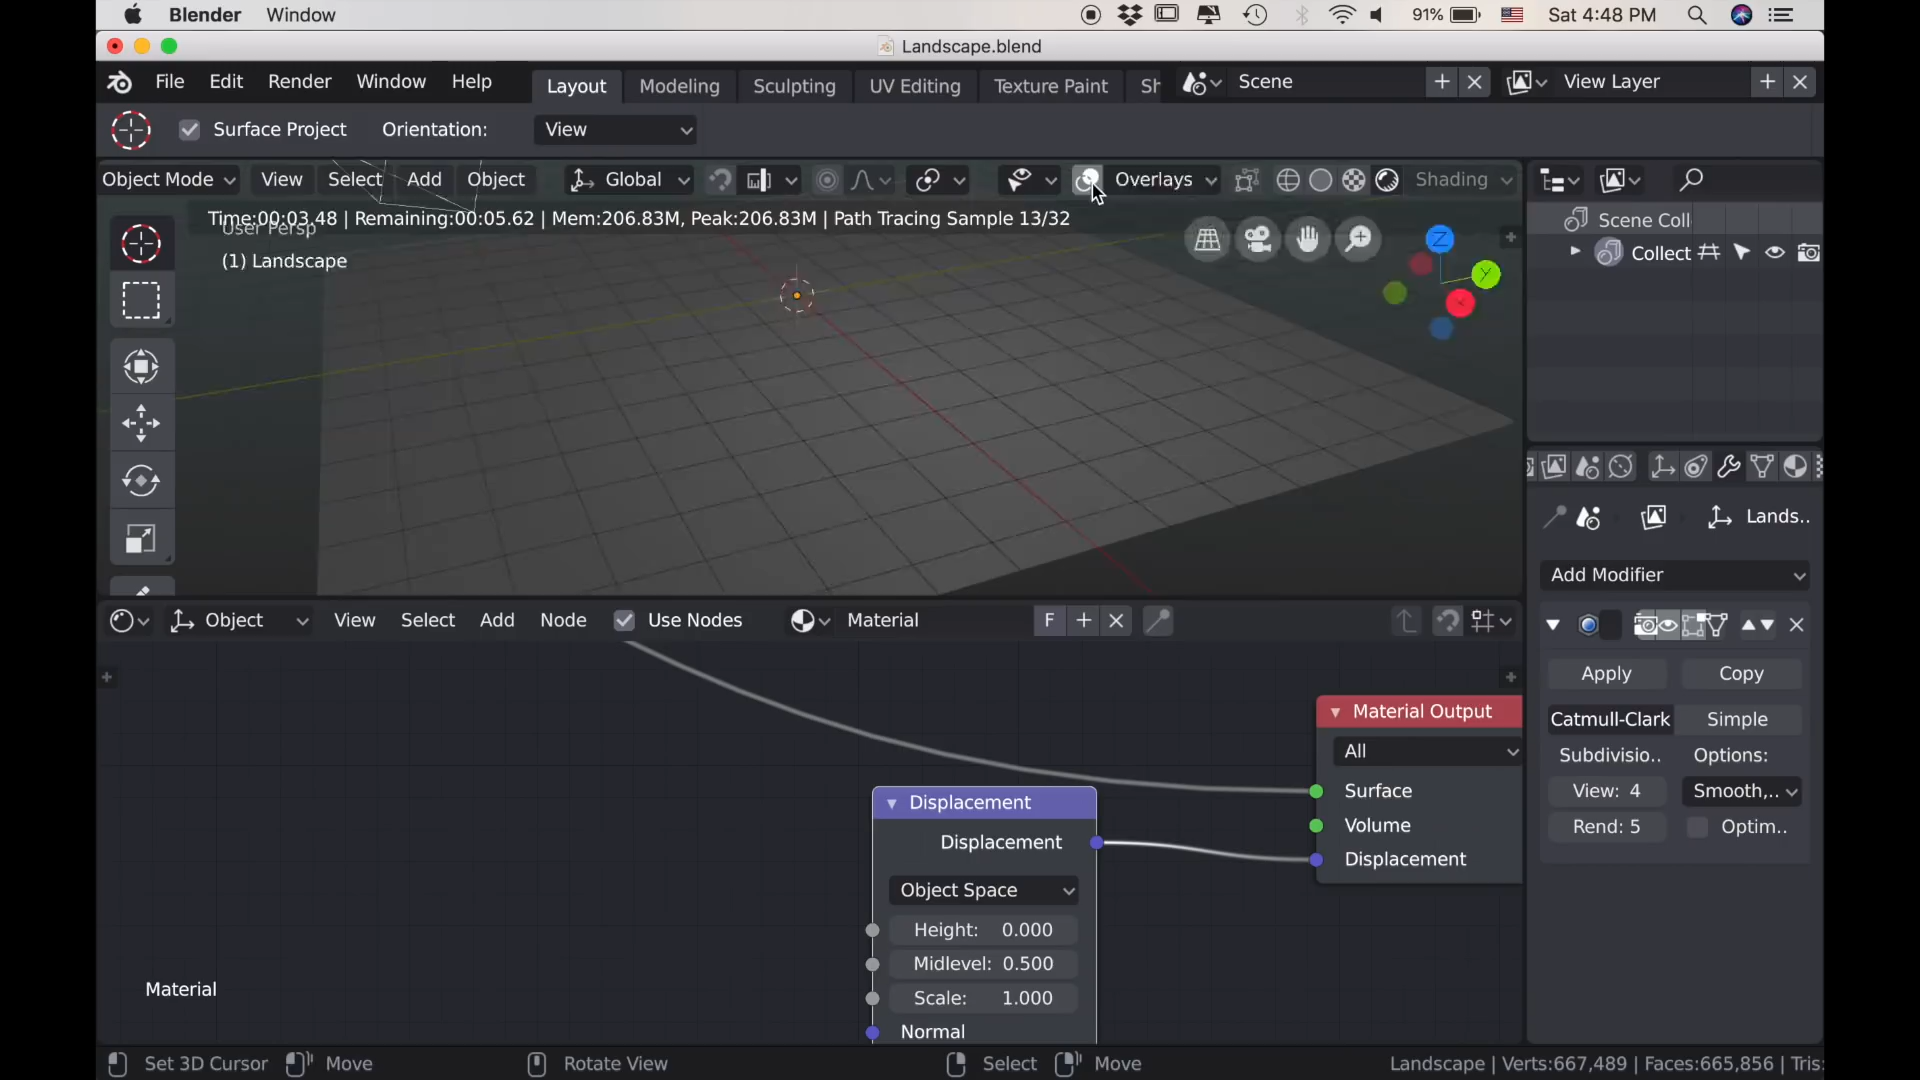 Blender Window 91% Sat 4:48 PM
Landscape.blend
File Edit Render Window Help Layout Modeling Sculpting UV Editing Texture Paint Sh Scene View Layer
Surface Project Orientation: View
Object Mode View Select Add Object Global Overlays Shading
Time:00:03.48 | Remaining:00:05.62 | Mem:206.83M, Peak:206.83M | Path Tracing Sample 13/32
User Persp
(1) Landscape
Z
Y
X
Scene Coll
Collect
Lands..
Add Modifier
Apply Copy
Catmull-Clark Simple
Subdivisio.. Options:
View: 4 Smooth,..
Rend: 5 Optim..
Object View Select Add Node Use Nodes Material F
Material Output
All
Surface
Volume
Displacement
Displacement
Displacement
Object Space
Height: 0.000
Midlevel: 0.500
Scale: 1.000
Normal
Material
Set 3D Cursor Move Rotate View Select Move Landscape | Verts:667,489 | Faces:665,856 | Tris: